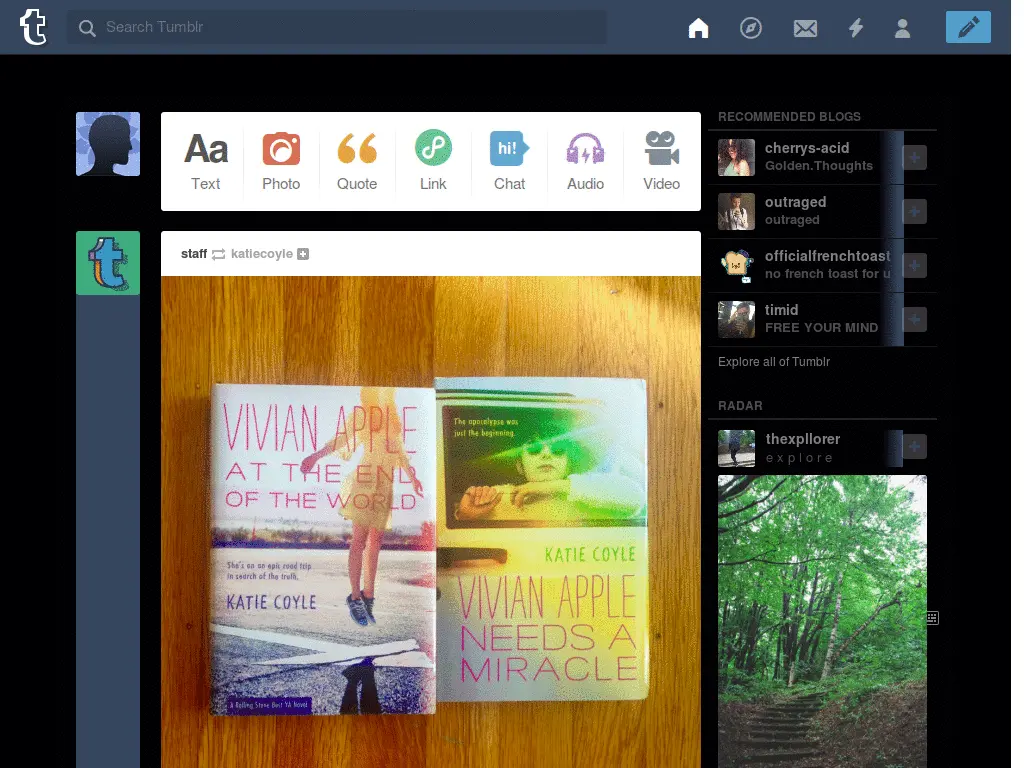 Search Tumblr
Aa
Text
Photo
Quote
Link
hi!
Chat
Audio
Video
staff katiecoyle
VIVIAN APPLE
AT THE END
OF THE WORLD
She's on an epic road trip
in search of the truth.
KATIE COYLE
A Rolling Stone Best YA Novel
The apocalypse was
just the beginning.
KATIE COYLE
VIVIAN APPLE
NEEDS A
MIRACLE
RECOMMENDED BLOGS
cherrys-acid
Golden.Thoughts
outraged
outraged
officialfrenchtoast
no french toast for u
timid
FREE YOUR MIND
Explore all of Tumblr
RADAR
thexpllorer
e x p l o r e